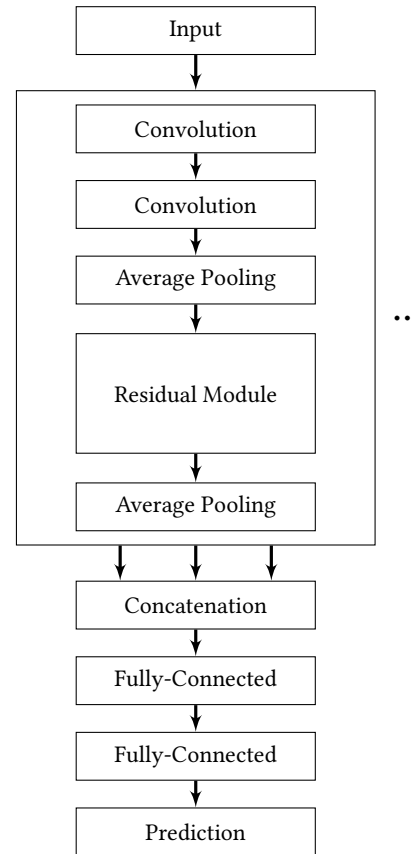 Input
Convolution
Convolution
Average Pooling
..
Residual Module
Average Pooling
Concatenation
Fully-Connected
Fully-Connected
Prediction